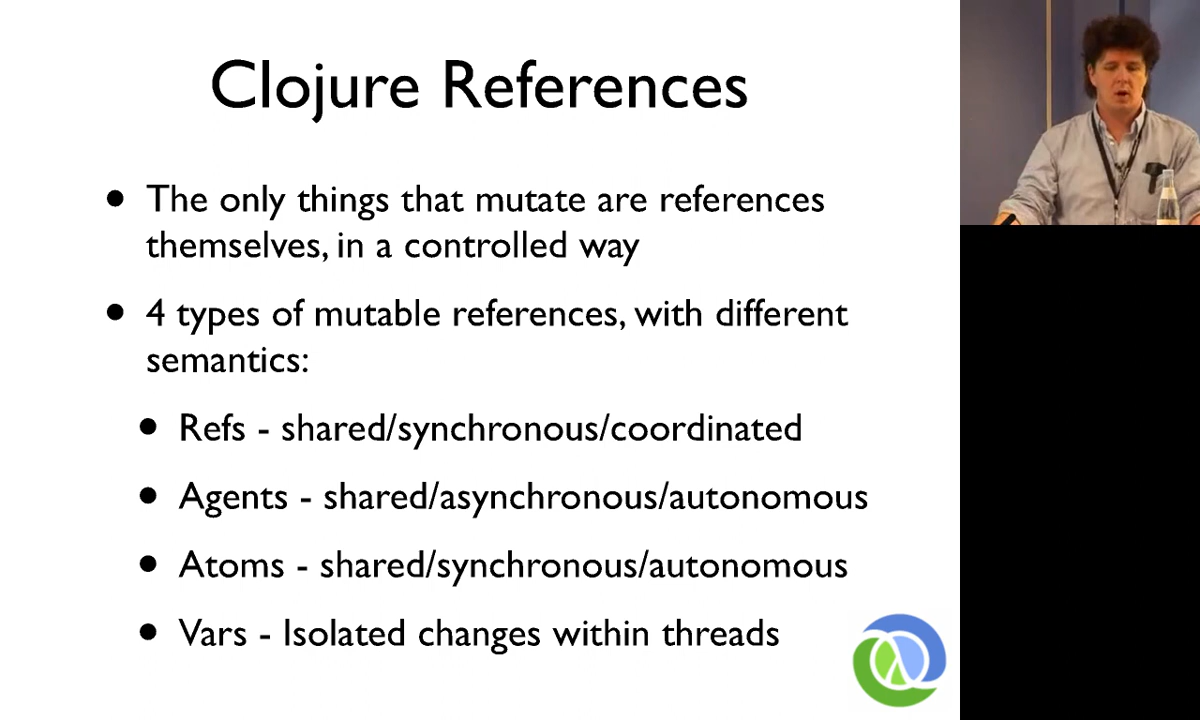 Clojure References
• The only things that mutate are references
themselves, in a controlled way
• 4 types of mutable references, with different
semantics:
• Refs - shared/synchronous/coordinated
• Agents - shared/asynchronous/autonomous
• Atoms - shared/synchronous/autonomous
• Vars - Isolated changes within threads